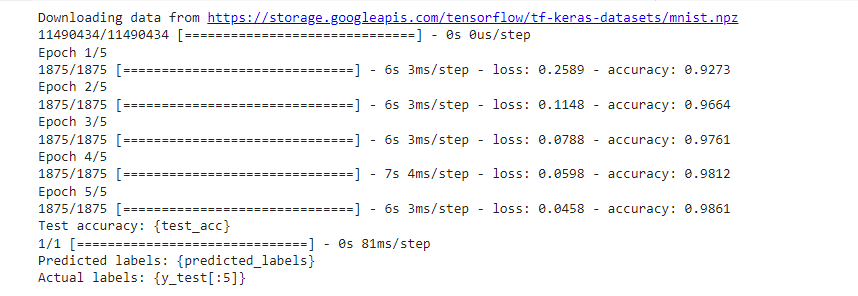 Downloading data from https://storage.googleapis.com/tensorflow/tf-keras-datasets/mnist.npz
11490434/11490434 [==============================] - 0s 0us/step
Epoch 1/5
1875/1875 [==============================] - 6s 3ms/step - loss: 0.2589 - accuracy: 0.9273
Epoch 2/5
1875/1875 [==============================] - 6s 3ms/step - loss: 0.1148 - accuracy: 0.9664
Epoch 3/5
1875/1875 [==============================] - 6s 3ms/step - loss: 0.0788 - accuracy: 0.9761
Epoch 4/5
1875/1875 [==============================] - 7s 4ms/step - loss: 0.0598 - accuracy: 0.9812
Epoch 5/5
1875/1875 [==============================] - 6s 3ms/step - loss: 0.0458 - accuracy: 0.9861
Test accuracy: {test_acc}
1/1 [==============================] - 0s 81ms/step
Predicted labels: {predicted_labels}
Actual labels: {y_test[:5]}